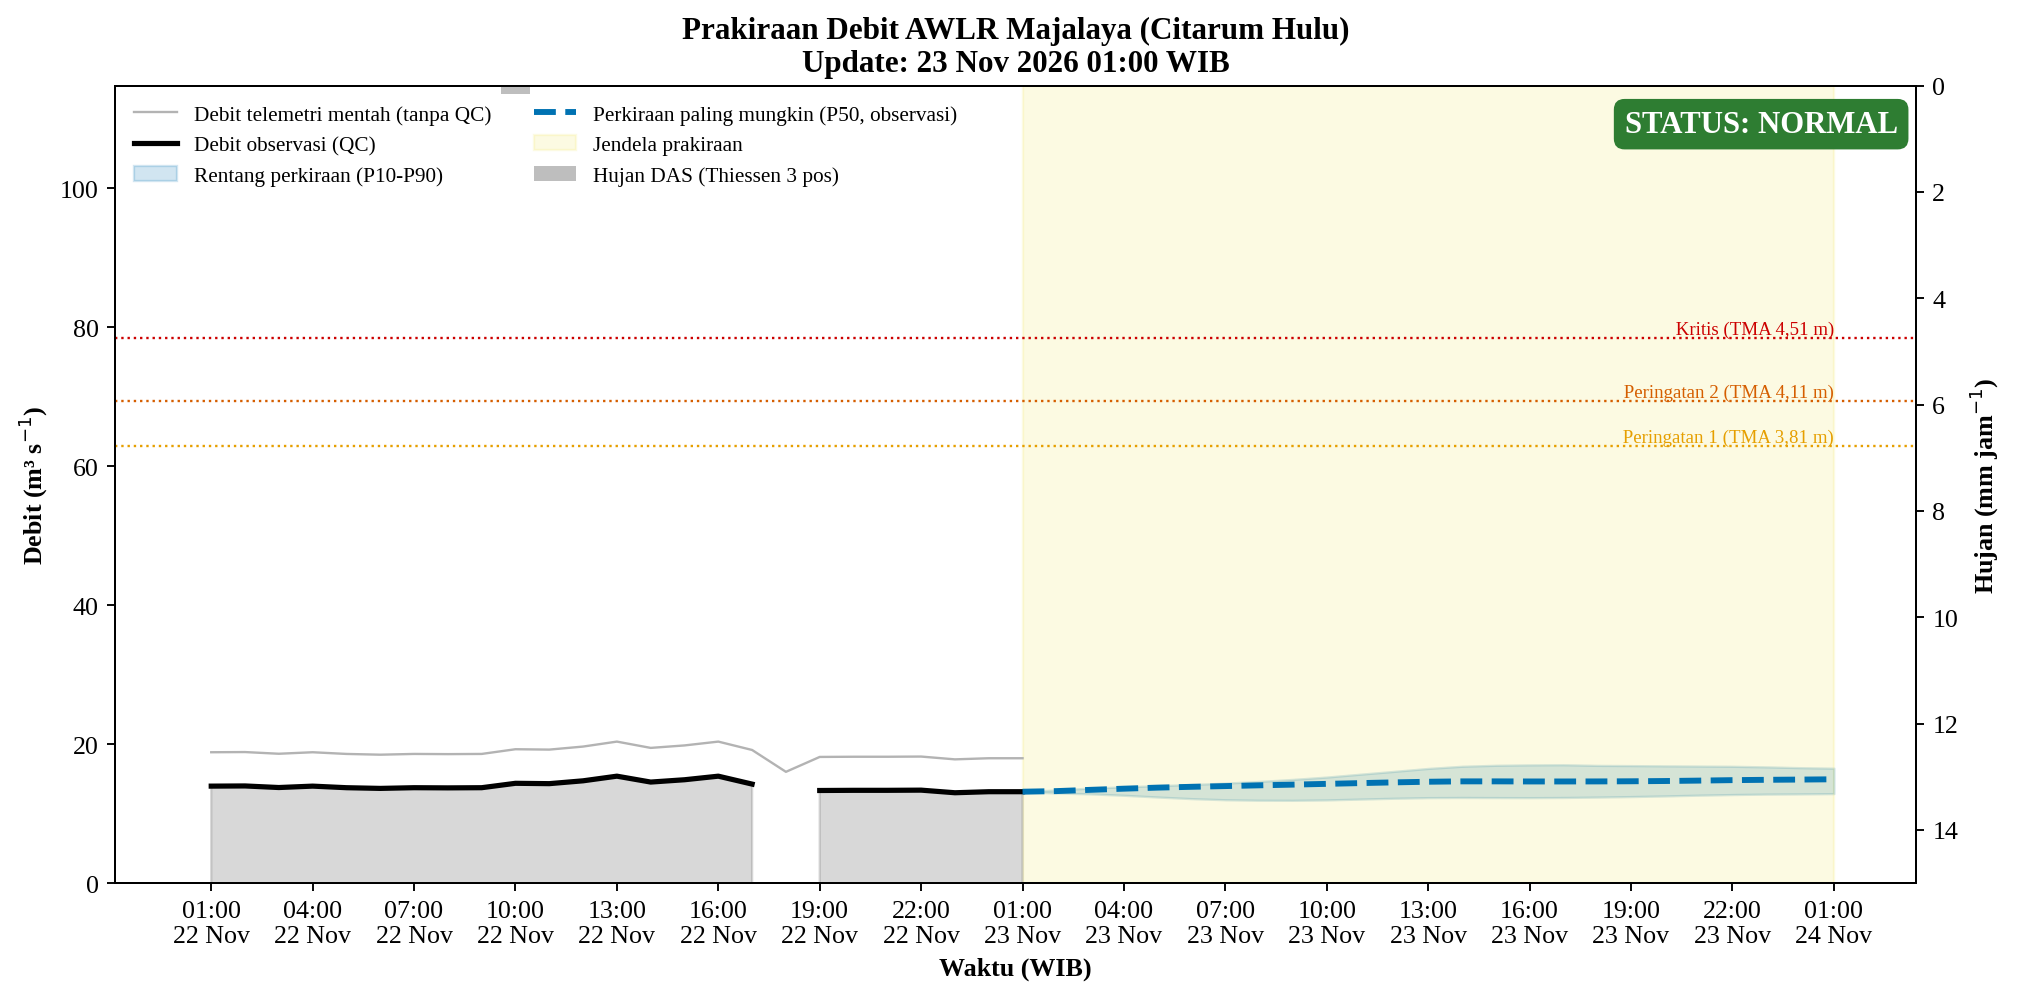 Prakiraan Debit AWLR Majalaya (Citarum Hulu)
Update: 23 Nov 2026 01:00 WIB
Debit telemetri mentah (tanpa QC)
Debit observasi (QC)
Rentang perkiraan (P10-P90)
Perkiraan paling mungkin (P50, observasi)
Jendela prakiraan
Hujan DAS (Thiessen 3 pos)
STATUS: NORMAL
Kritis (TMA 4,51 m)
Peringatan 2 (TMA 4,11 m)
Peringatan 1 (TMA 3,81 m)
Debit (m³ s⁻¹)
100
80
60
40
20
0
Hujan (mm jam⁻¹)
0
2
4
6
8
10
12
14
01:00 04:00 07:00 10:00 13:00 16:00 19:00 22:00 01:00 04:00 07:00 10:00 13:00 16:00 19:00 22:00 01:00
22 Nov 22 Nov 22 Nov 22 Nov 22 Nov 22 Nov 22 Nov 22 Nov 23 Nov 23 Nov 23 Nov 23 Nov 23 Nov 23 Nov 23 Nov 23 Nov 24 Nov
Waktu (WIB)